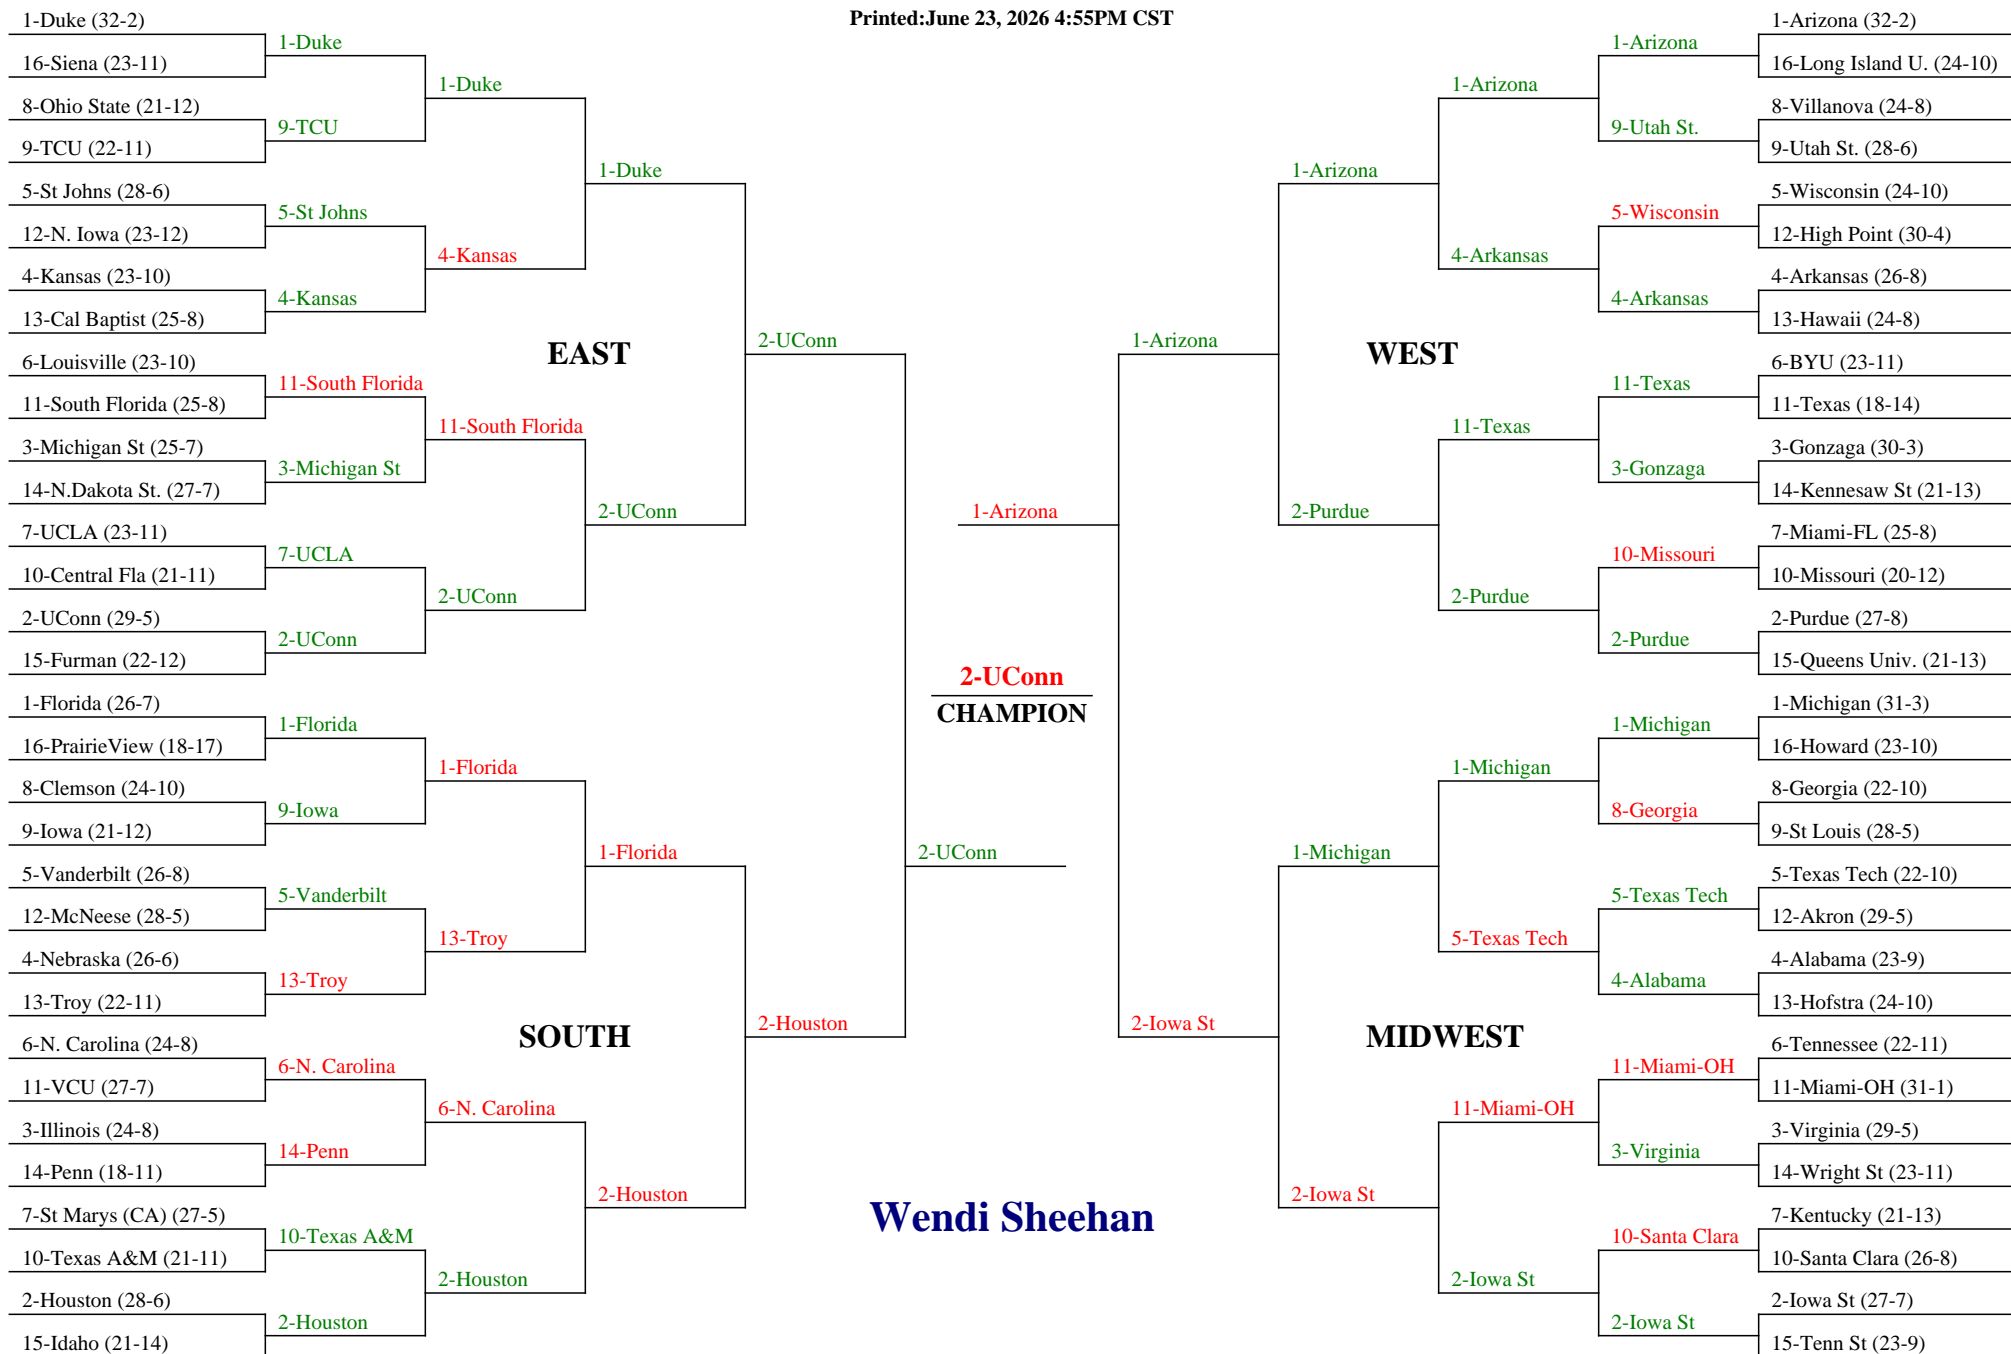 Printed:June 23, 2026 4:55PM CST
1-Duke (32-2)
16-Siena (23-11)
8-Ohio State (21-12)
9-TCU (22-11)
5-St Johns (28-6)
12-N. Iowa (23-12)
4-Kansas (23-10)
13-Cal Baptist (25-8)
6-Louisville (23-10)
11-South Florida (25-8)
3-Michigan St (25-7)
14-N.Dakota St. (27-7)
7-UCLA (23-11)
10-Central Fla (21-11)
2-UConn (29-5)
15-Furman (22-12)
1-Florida (26-7)
16-PrairieView (18-17)
8-Clemson (24-10)
9-Iowa (21-12)
5-Vanderbilt (26-8)
12-McNeese (28-5)
4-Nebraska (26-6)
13-Troy (22-11)
6-N. Carolina (24-8)
11-VCU (27-7)
3-Illinois (24-8)
14-Penn (18-11)
7-St Marys (CA) (27-5)
10-Texas A&M (21-11)
2-Houston (28-6)
15-Idaho (21-14)
1-Duke
9-TCU
5-St Johns
4-Kansas
11-South Florida
3-Michigan St
7-UCLA
2-UConn
1-Florida
9-Iowa
5-Vanderbilt
13-Troy
6-N. Carolina
14-Penn
10-Texas A&M
2-Houston
1-Duke
4-Kansas
11-South Florida
2-UConn
1-Florida
13-Troy
6-N. Carolina
2-Houston
1-Duke
2-UConn
1-Florida
2-Houston
EAST
SOUTH
2-UConn
2-Houston
2-UConn
1-Arizona
2-UConn
CHAMPION
Wendi Sheehan
1-Arizona
2-Iowa St
WEST
MIDWEST
1-Arizona
2-Purdue
1-Michigan
2-Iowa St
1-Arizona
4-Arkansas
11-Texas
2-Purdue
1-Michigan
5-Texas Tech
11-Miami-OH
2-Iowa St
1-Arizona
9-Utah St.
5-Wisconsin
4-Arkansas
11-Texas
3-Gonzaga
10-Missouri
2-Purdue
1-Michigan
8-Georgia
5-Texas Tech
4-Alabama
11-Miami-OH
3-Virginia
10-Santa Clara
2-Iowa St
1-Arizona (32-2)
16-Long Island U. (24-10)
8-Villanova (24-8)
9-Utah St. (28-6)
5-Wisconsin (24-10)
12-High Point (30-4)
4-Arkansas (26-8)
13-Hawaii (24-8)
6-BYU (23-11)
11-Texas (18-14)
3-Gonzaga (30-3)
14-Kennesaw St (21-13)
7-Miami-FL (25-8)
10-Missouri (20-12)
2-Purdue (27-8)
15-Queens Univ. (21-13)
1-Michigan (31-3)
16-Howard (23-10)
8-Georgia (22-10)
9-St Louis (28-5)
5-Texas Tech (22-10)
12-Akron (29-5)
4-Alabama (23-9)
13-Hofstra (24-10)
6-Tennessee (22-11)
11-Miami-OH (31-1)
3-Virginia (29-5)
14-Wright St (23-11)
7-Kentucky (21-13)
10-Santa Clara (26-8)
2-Iowa St (27-7)
15-Tenn St (23-9)